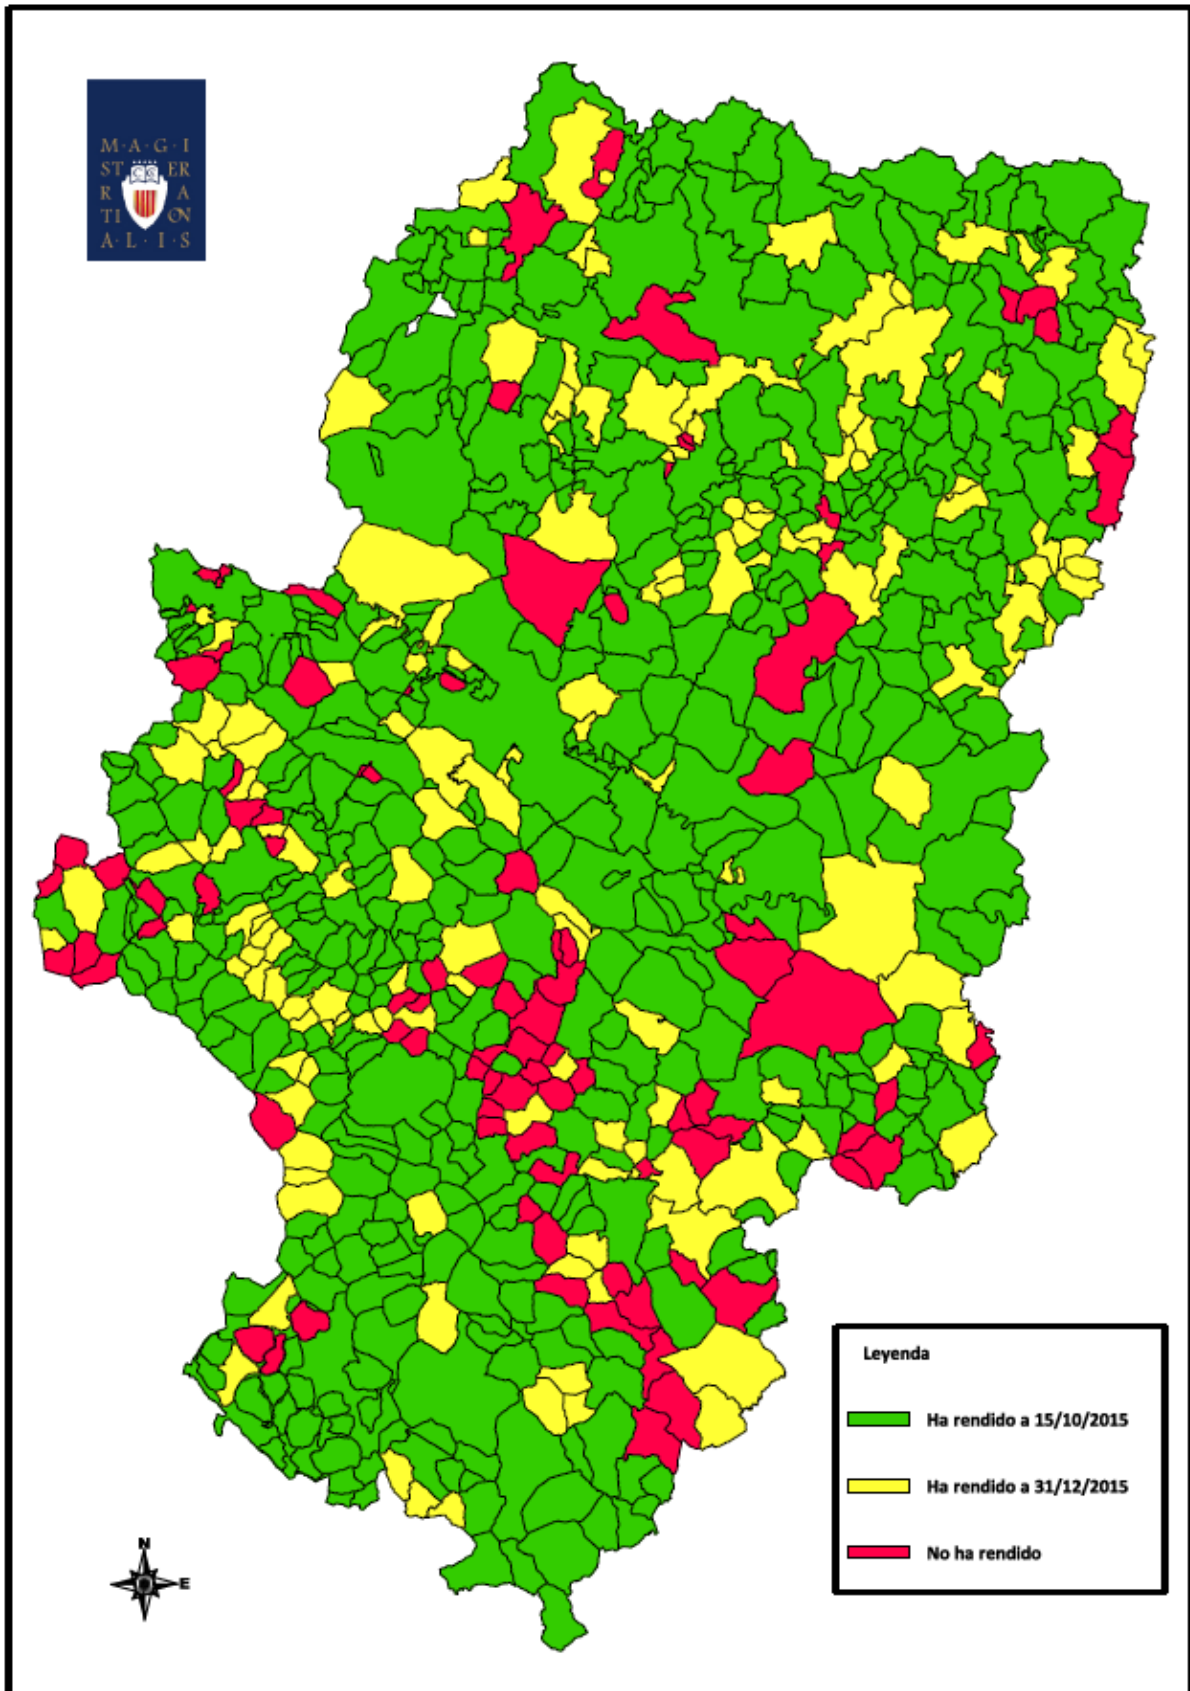 M·A·G·I
ST ER
R A
TI ON
A·L·I·S
Leyenda
Ha rendido a 15/10/2015
Ha rendido a 31/12/2015
No ha rendido
N
E